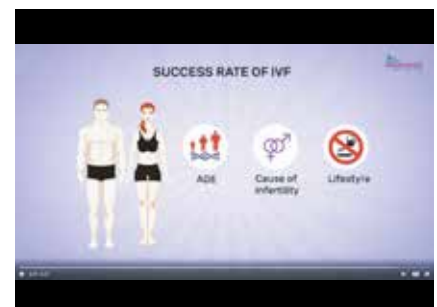 SUCCESS RATE OF IVF
AGE
Cause of
Infertility
Lifestyle